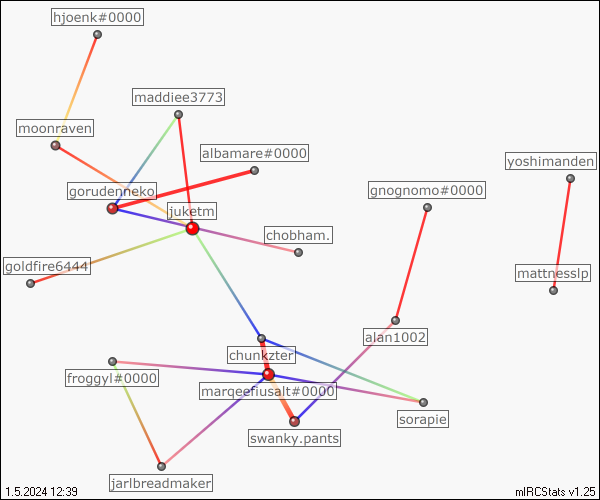 hjoenk#0000
maddiee3773
moonraven
albamare#0000
yoshimanden
gorudenneko
gnognomo#0000
juketm
chobham.
goldfire6444
mattnesslp
alan1002
chunkzter
froggyl#0000
marqeefiusalt#0000
sorapie
swanky.pants
jarlbreadmaker
1.5.2024 12:39
mIRCStats v1.25